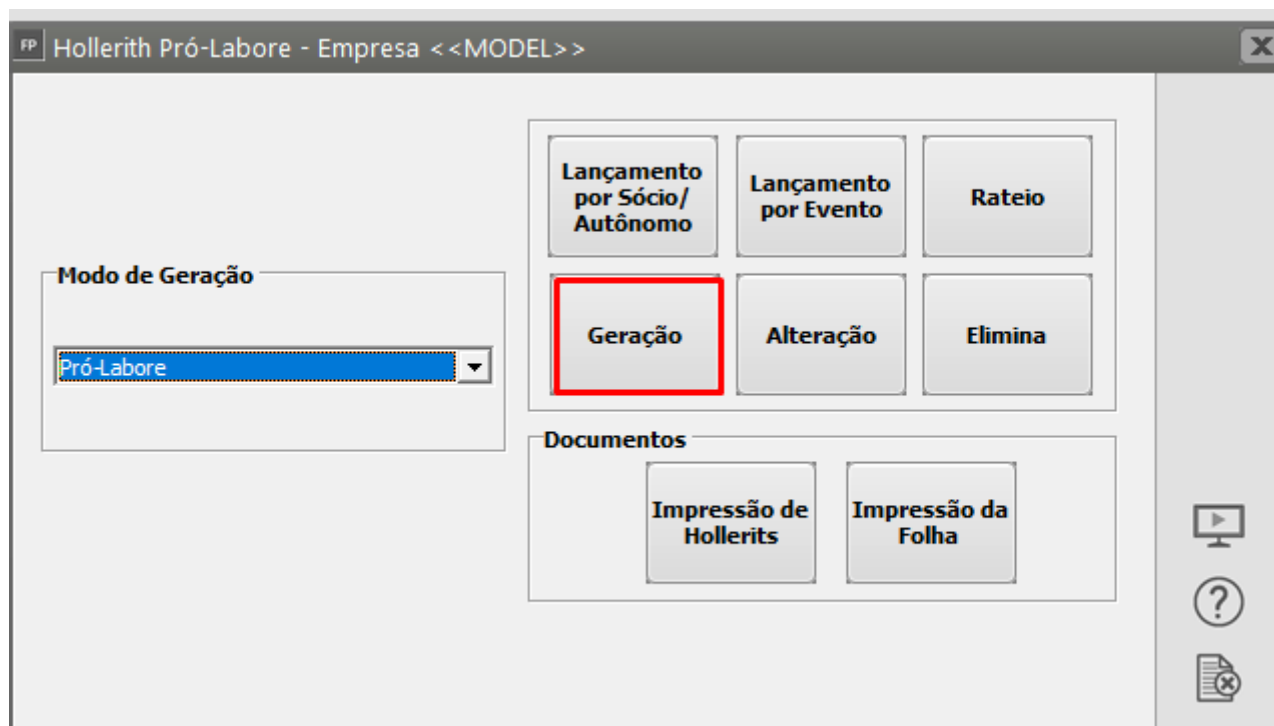 FP Hollerith Pró-Labore - Empresa <<MODEL>>
Modo de Geração
Pró-Labore
Lançamento
por Sócio/
Autônomo
Lançamento
por Evento
Rateio
Geração
Alteração
Elimina
Documentos
Impressão de
Hollerits
Impressão da
Folha